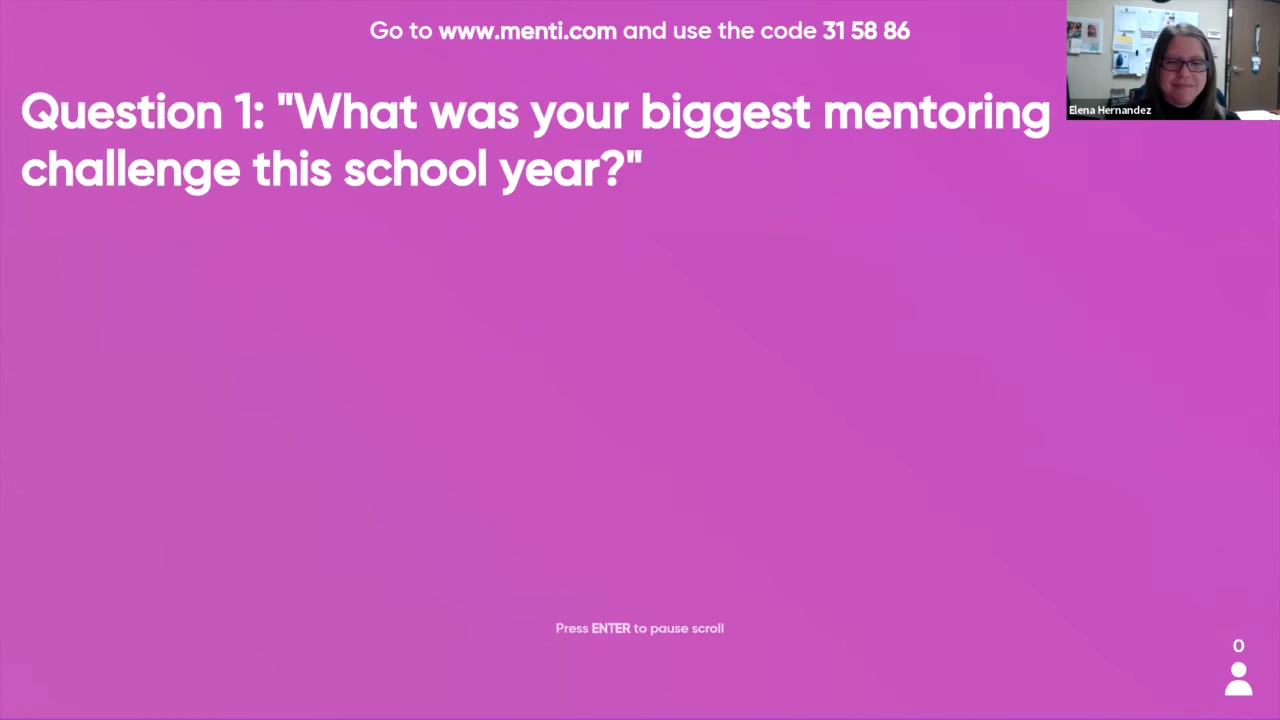 Go to www.menti.com and use the code 31 58 86
Question 1: "What was your biggest mentoring
challenge this school year?"
Elena Hernandez
Press ENTER to pause scroll
0